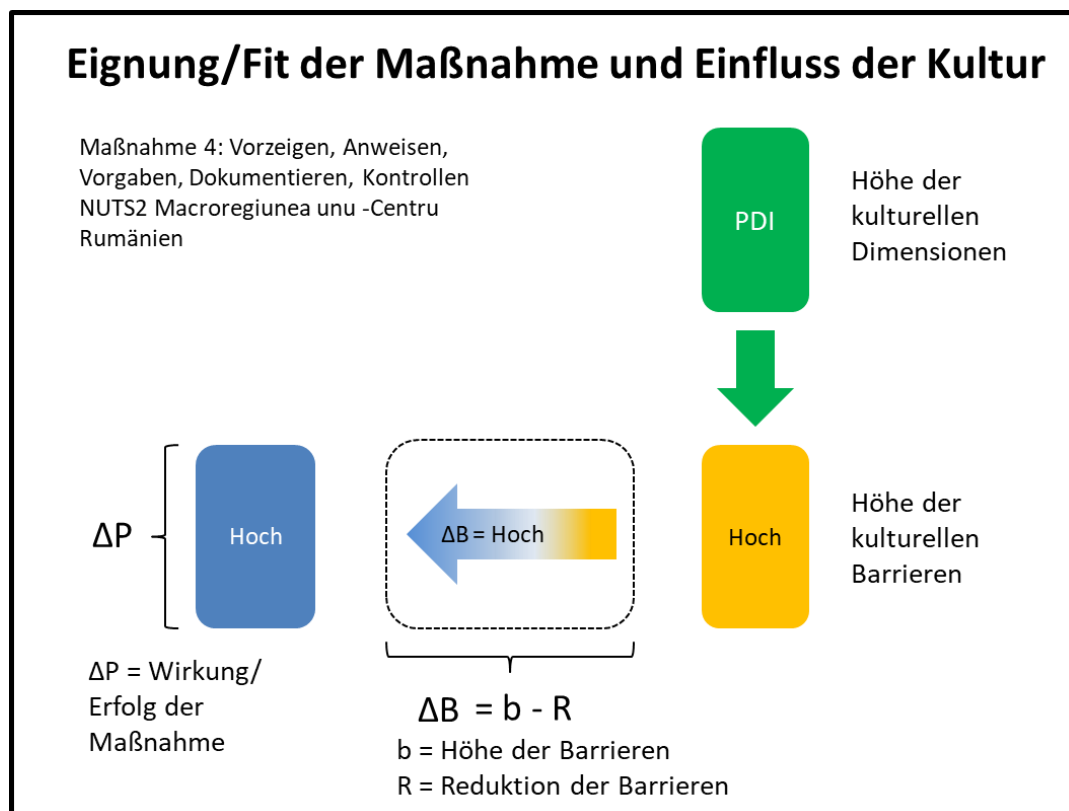 Eignung/Fit der Maßnahme und Einfluss der Kultur
Maßnahme 4: Vorzeigen, Anweisen,
Vorgaben, Dokumentieren, Kontrollen
NUTS2 Macroregiunea unu -Centru
Rumänien
PDI
Höhe der
kulturellen
Dimensionen
ΔP
Hoch
ΔB = Hoch
Hoch
Höhe der
kulturellen
Barrieren
ΔP = Wirkung/
Erfolg der
Maßnahme
ΔB = b - R
b = Höhe der Barrieren
R = Reduktion der Barrieren